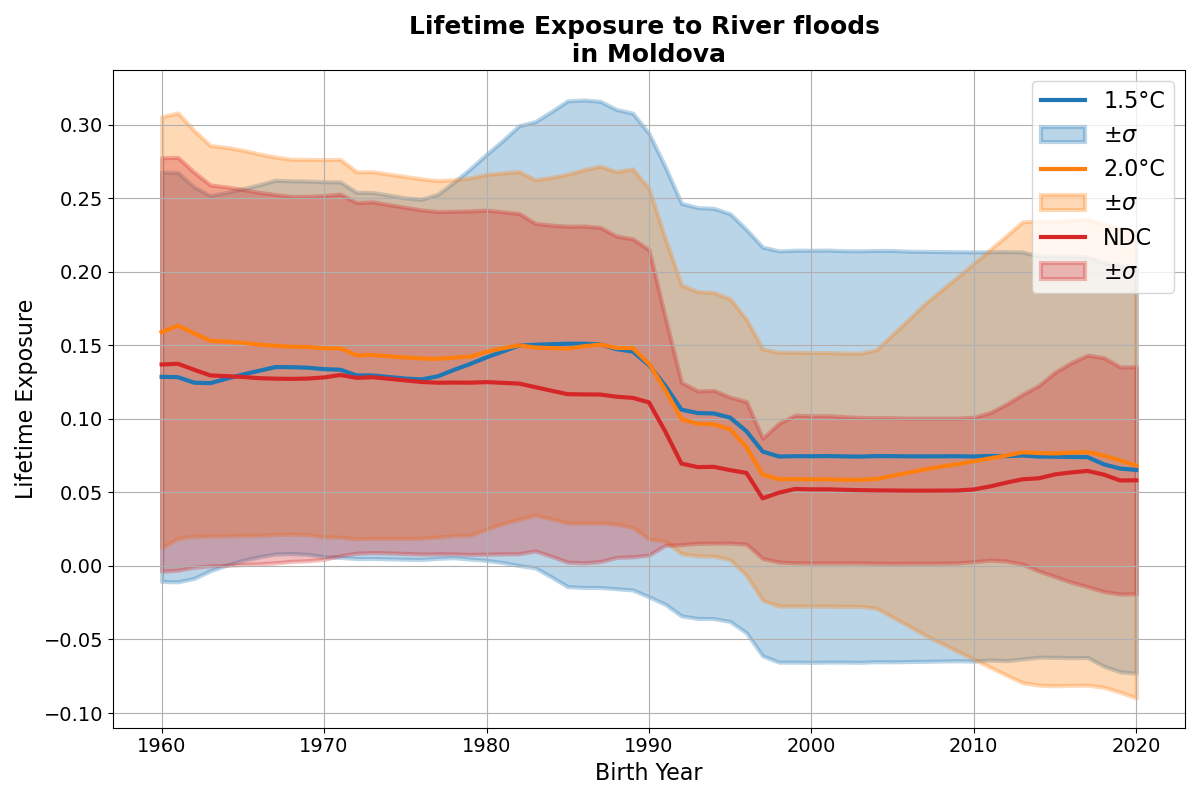 Lifetime Exposure to River floods
in Moldova
Lifetime Exposure
0.30
0.25
0.20
0.15
0.10
0.05
0.00
−0.05
−0.10
1.5°C
±σ
2.0°C
±σ
NDC
±σ
1960
1970
1980
1990
2000
2010
2020
Birth Year